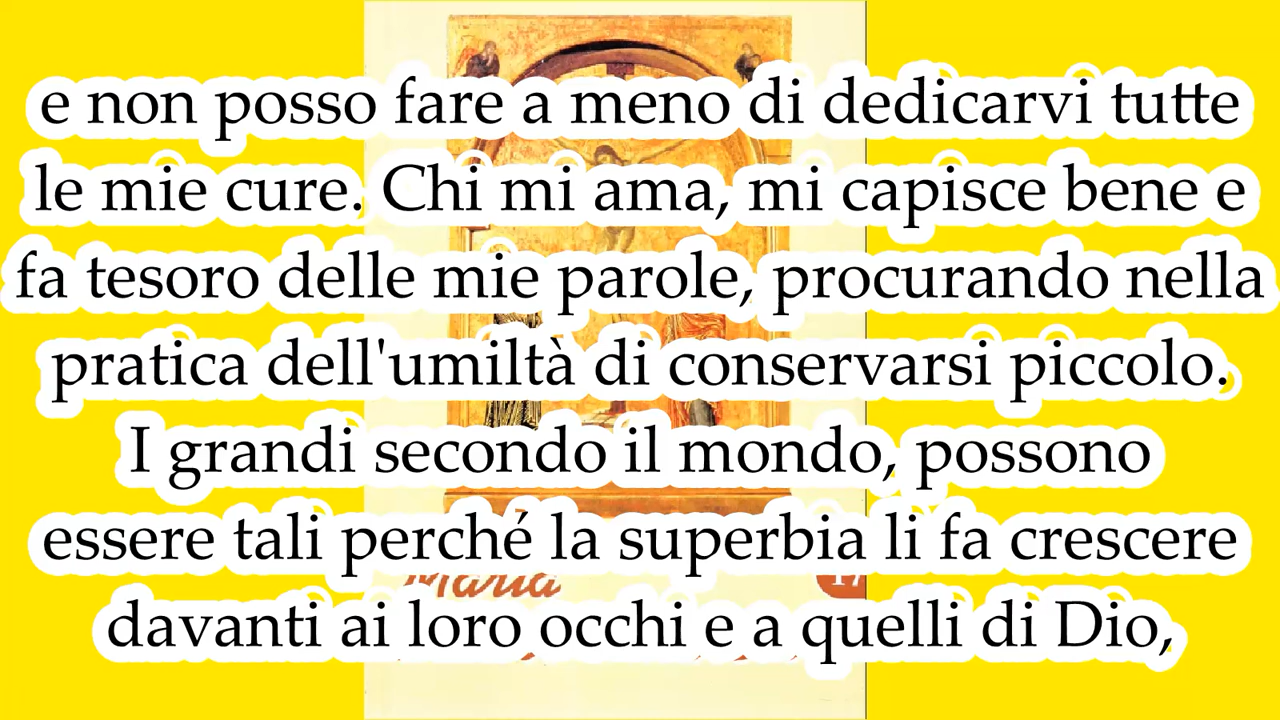 e non posso fare a meno di dedicarvi tutte
le mie cure. Chi mi ama, mi capisce bene e
fa tesoro delle mie parole, procurando nella
pratica dell'umiltà di conservarsi piccolo.
I grandi secondo il mondo, possono
essere tali perché la superbia li fa crescere
Maria 17
davanti ai loro occhi e a quelli di Dio,